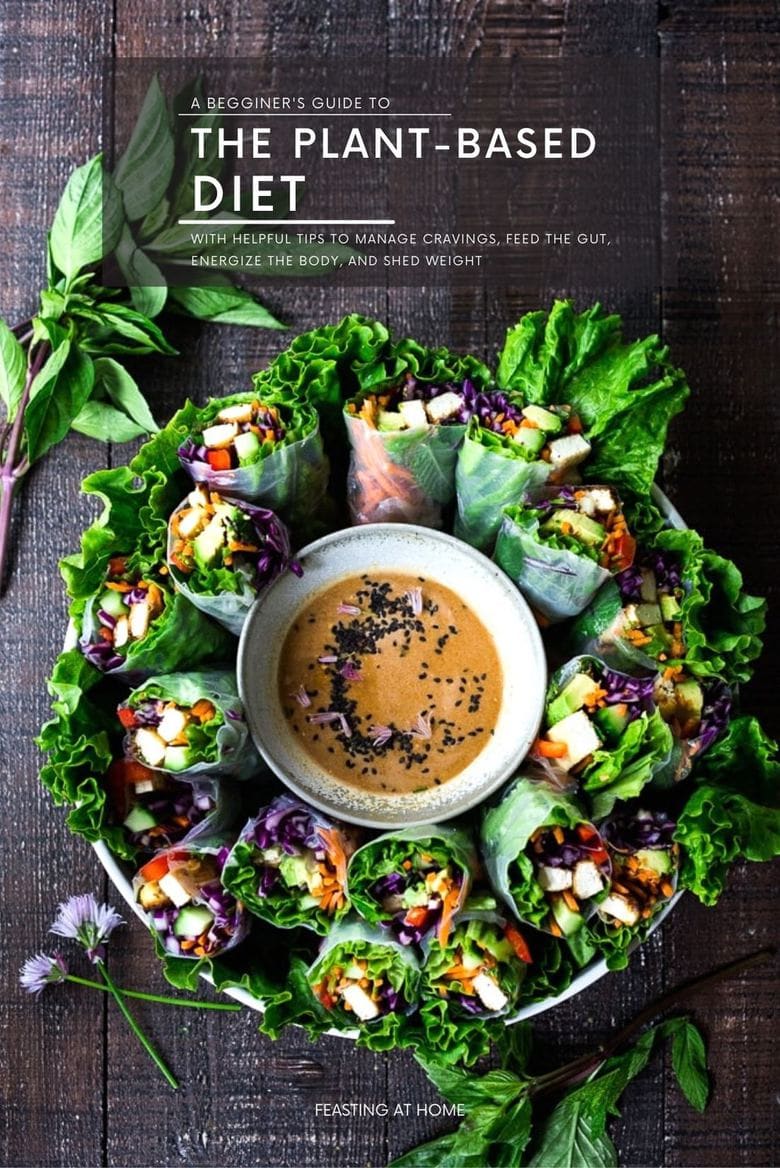 A BEGGINER'S GUIDE TO
THE PLANT-BASED
DIET
WITH HELPFUL TIPS TO MANAGE CRAVINGS, FEED THE GUT,
ENERGIZE THE BODY, AND SHED WEIGHT
FEASTING AT HOME